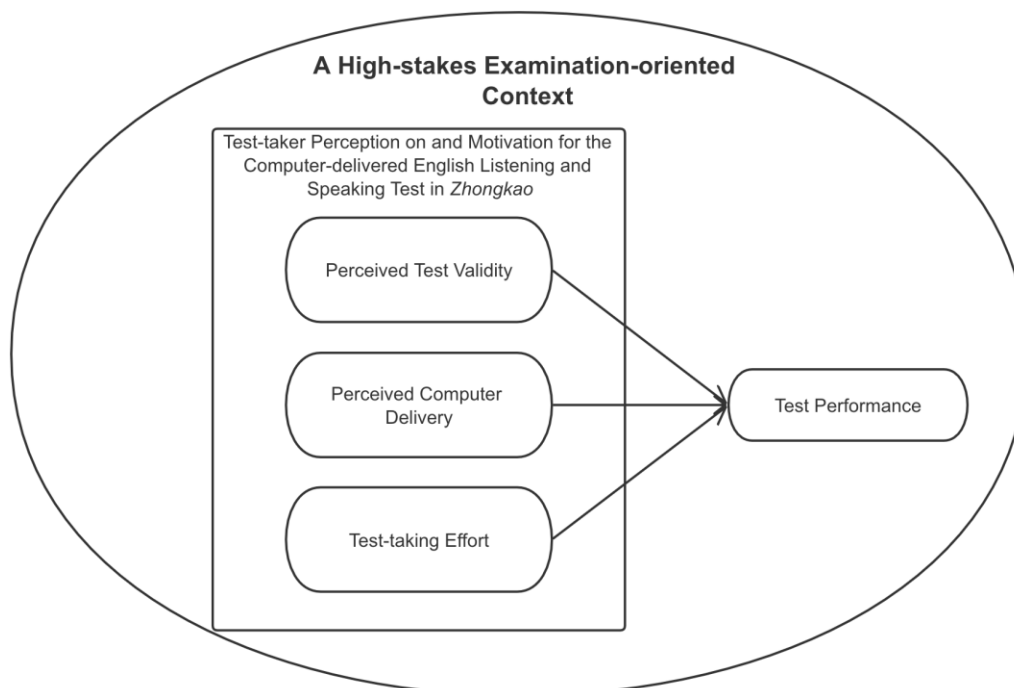 A High-stakes Examination-oriented
Context
Test-taker Perception on and Motivation for the
Computer-delivered English Listening and
Speaking Test in Zhongkao
Perceived Test Validity
Perceived Computer
Delivery
Test Performance
Test-taking Effort